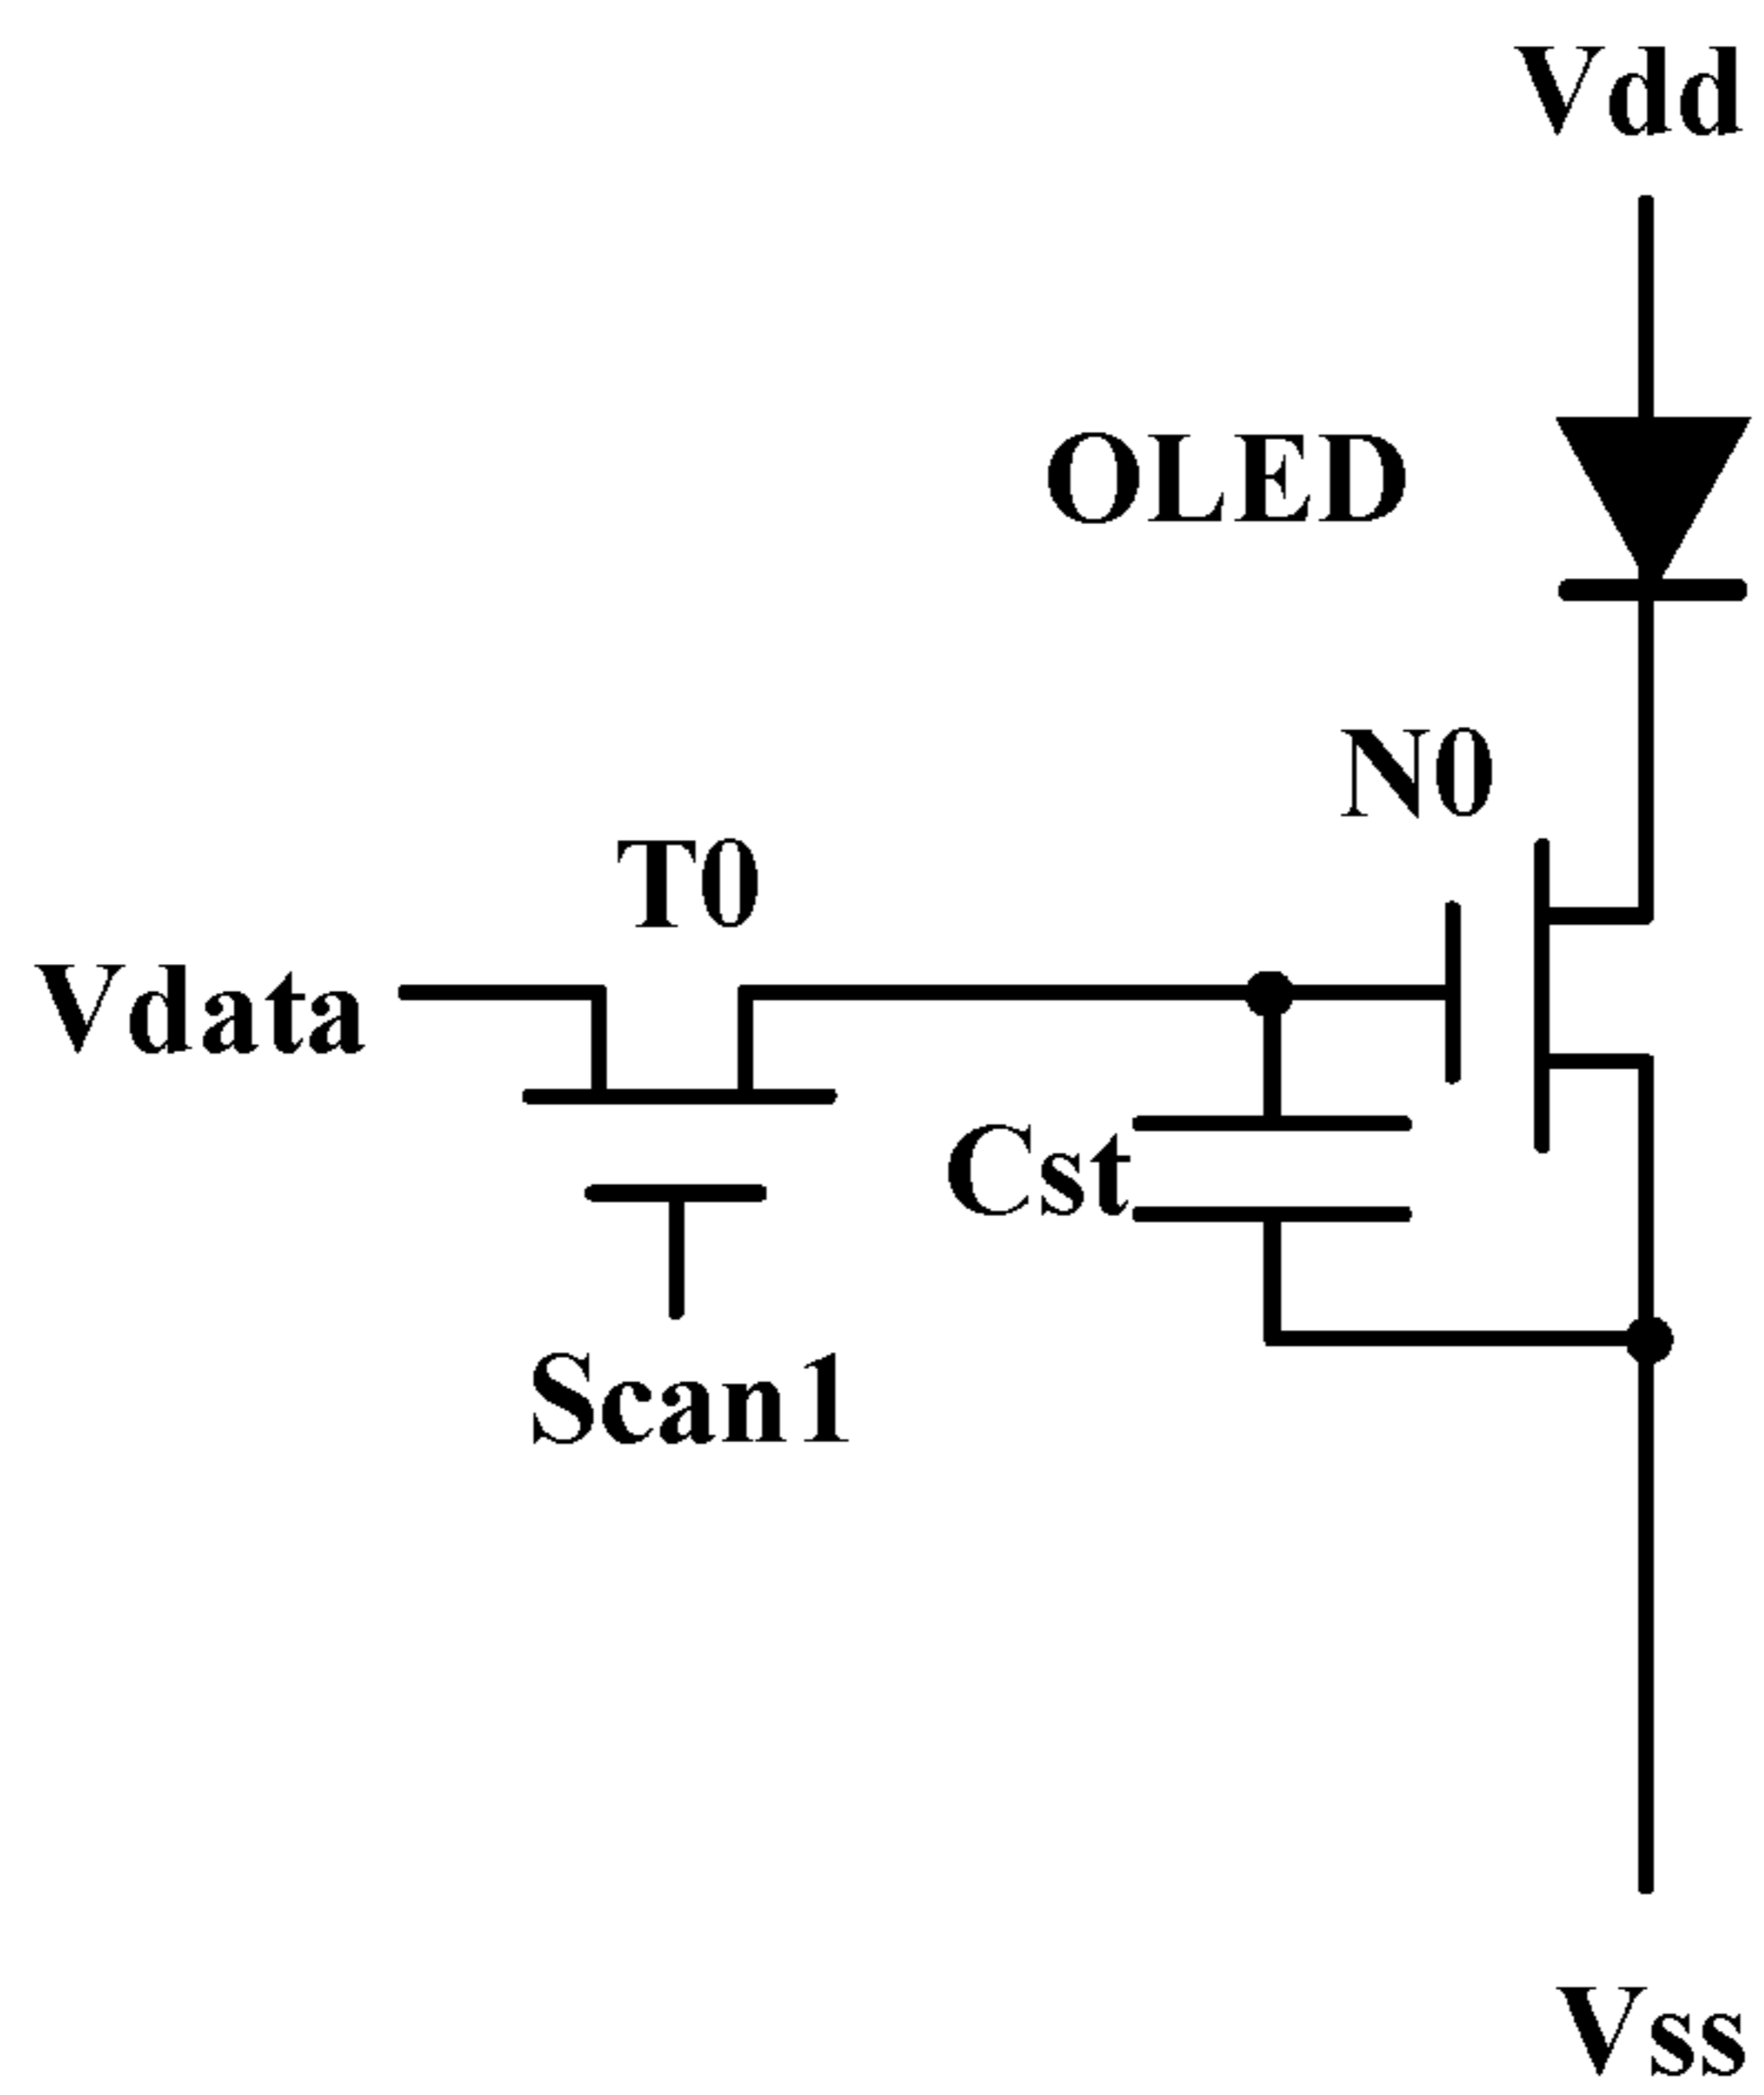 Vdd
OLED
N0
T0
Vdata
Cst
Scan1
Vss